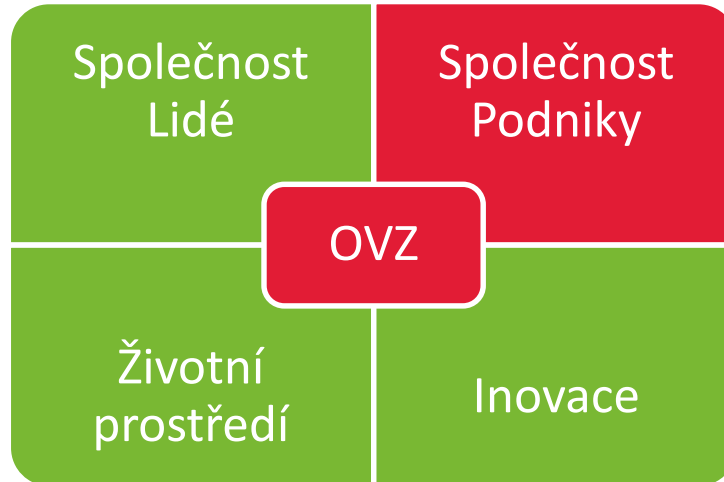 Společnost
Lidé
Společnost
Podniky
OVZ
Životní
prostředí
Inovace